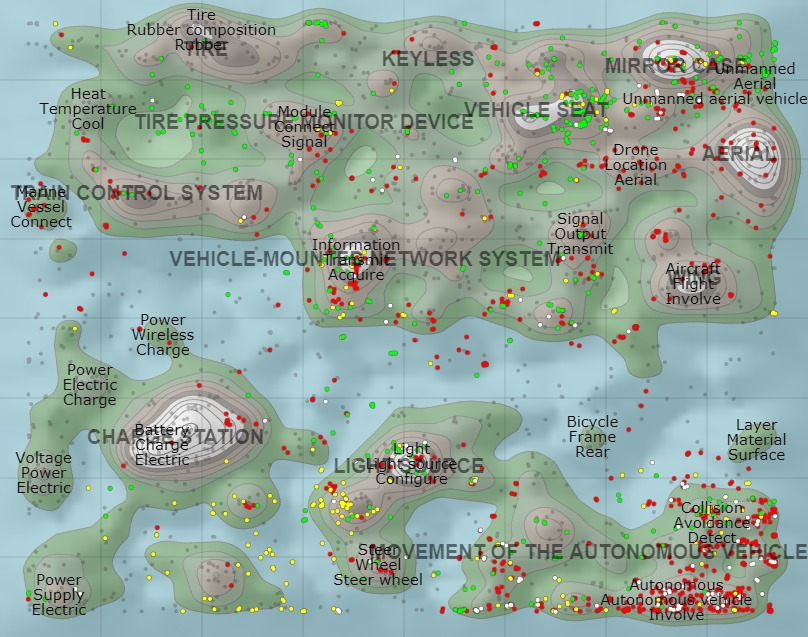 Tire
Rubber composition
Rubber
TIRE
KEYLESS
MIRROR CASE
Unmanned
Aerial
Unmanned aerial vehicle
Heat
Temperature
Cool
TIRE PRESSURE MONITOR DEVICE
Module
Connect
Signal
VEHICLE SEAT
AERIAL
Drone
Location
Aerial
CONTROL SYSTEM
Marine
Vessel
Connect
Signal
Output
Transmit
VEHICLE-MOUNTED NETWORK SYSTEM
Information
Transmit
Acquire
WING
Aircraft
Flight
Involve
Power
Wireless
Charge
Power
Electric
Charge
CHARGE STATION
Battery
Charge
Electric
Voltage
Power
Electric
Bicycle
Frame
Rear
Layer
Material
Surface
LIGHT SOURCE
Light
Light source
Configure
Collision
Avoidance
Detect
MOVEMENT OF THE AUTONOMOUS VEHICLE
Steer
Wheel
Steer wheel
Power
Supply
Electric
Autonomous
Autonomous vehicle
Involve